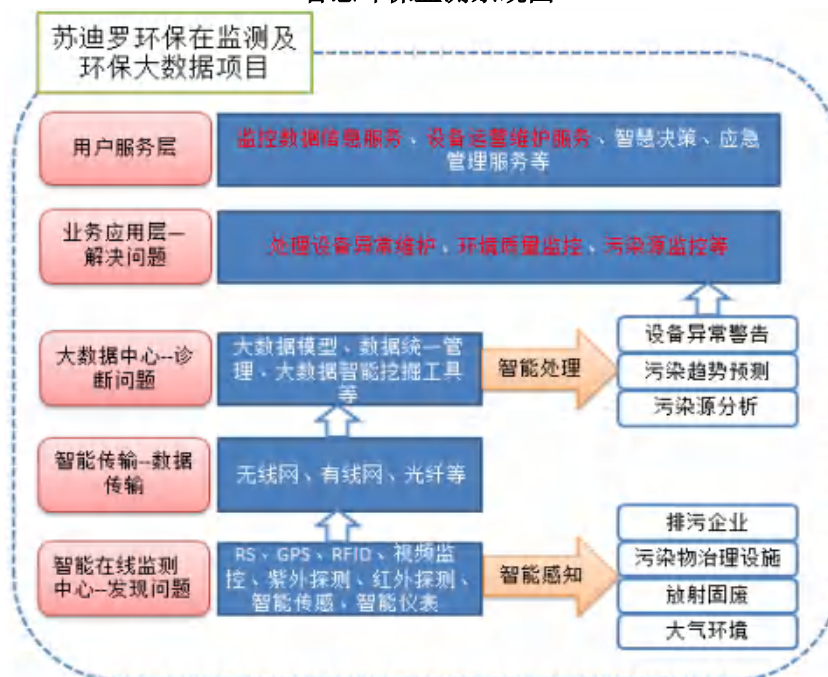 苏迪罗环保在监测及
环保大数据项目
用户服务层
监控数据信息服务、设备运营维护服务、智慧决策、应急
管理服务等
业务应用层—
解决问题
处理设备异常维护、环境质量监控、污染源监控等
大数据中心--诊
断问题
大数据模型、数据统一管
理、大数据智能挖掘工具
等
智能处理
设备异常警告
污染趋势预测
污染源分析
智能传输--数据
传输
无线网、有线网、光纤等
智能在线监测
中心--发现问题
RS、GPS、RFID、视频监
控、紫外探测、红外探测、
智能传感、智能仪表
智能感知
排污企业
污染物治理设施
放射固废
大气环境